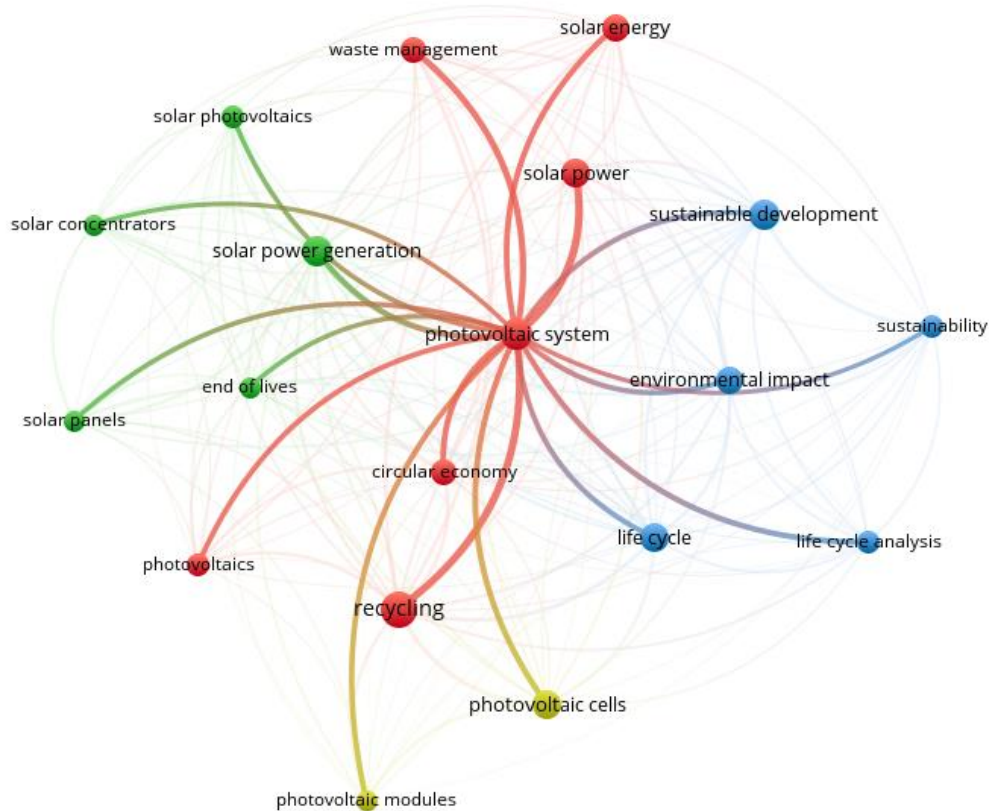 solar energy
waste management
solar photovoltaics
solar power
sustainable development
solar concentrators
solar power generation
sustainability
photovoltaic system
environmental impact
end of lives
solar panels
circular economy
life cycle
life cycle analysis
photovoltaics
recycling
photovoltaic cells
photovoltaic modules